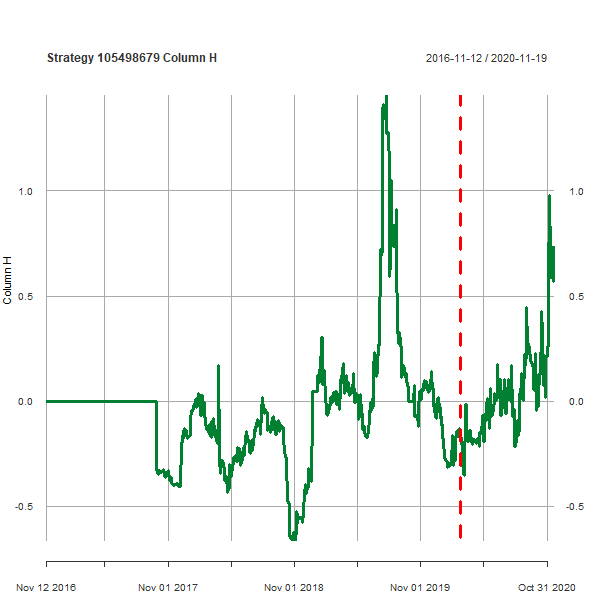 Strategy 105498679 Column H
2016-11-12 / 2020-11-19
Column H
1.0
1.0
0.5
0.5
0.0
0.0
-0.5
-0.5
Nov 12 2016
Nov 01 2017
Nov 01 2018
Nov 01 2019
Oct 31 2020